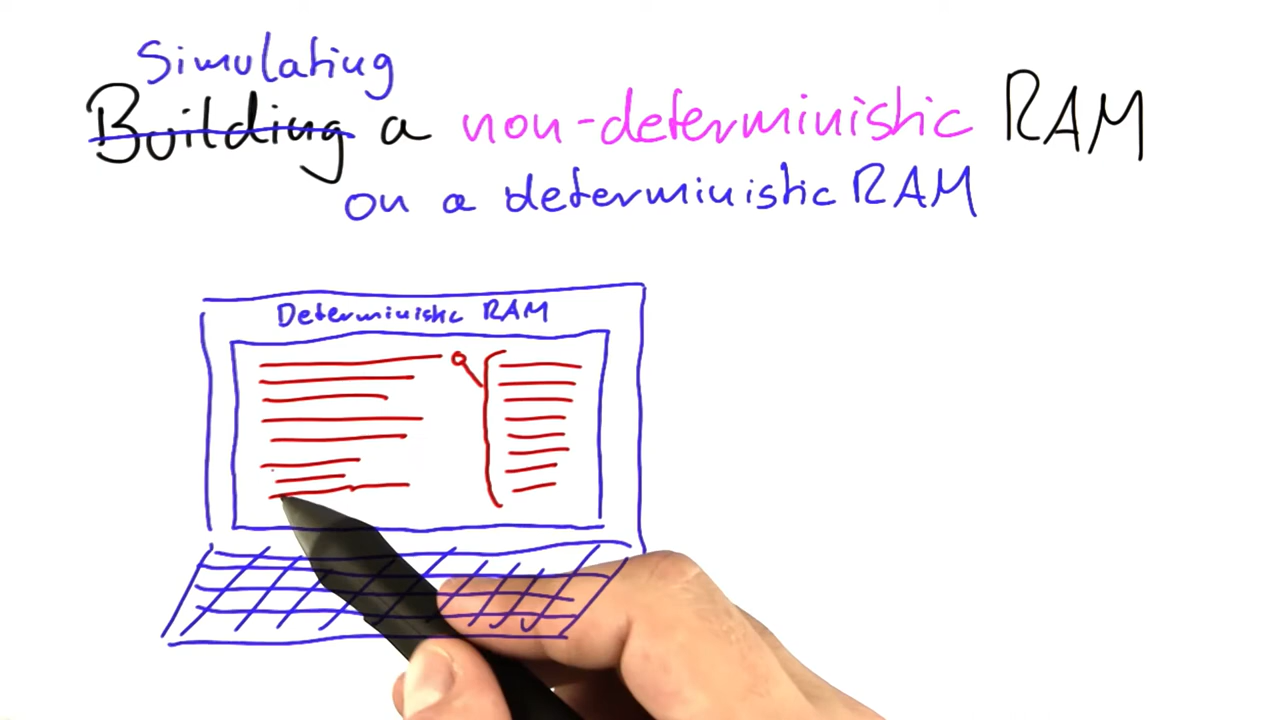 Simulating
Building a non-deterministic RAM
on a deterministic RAM
Deterministic RAM